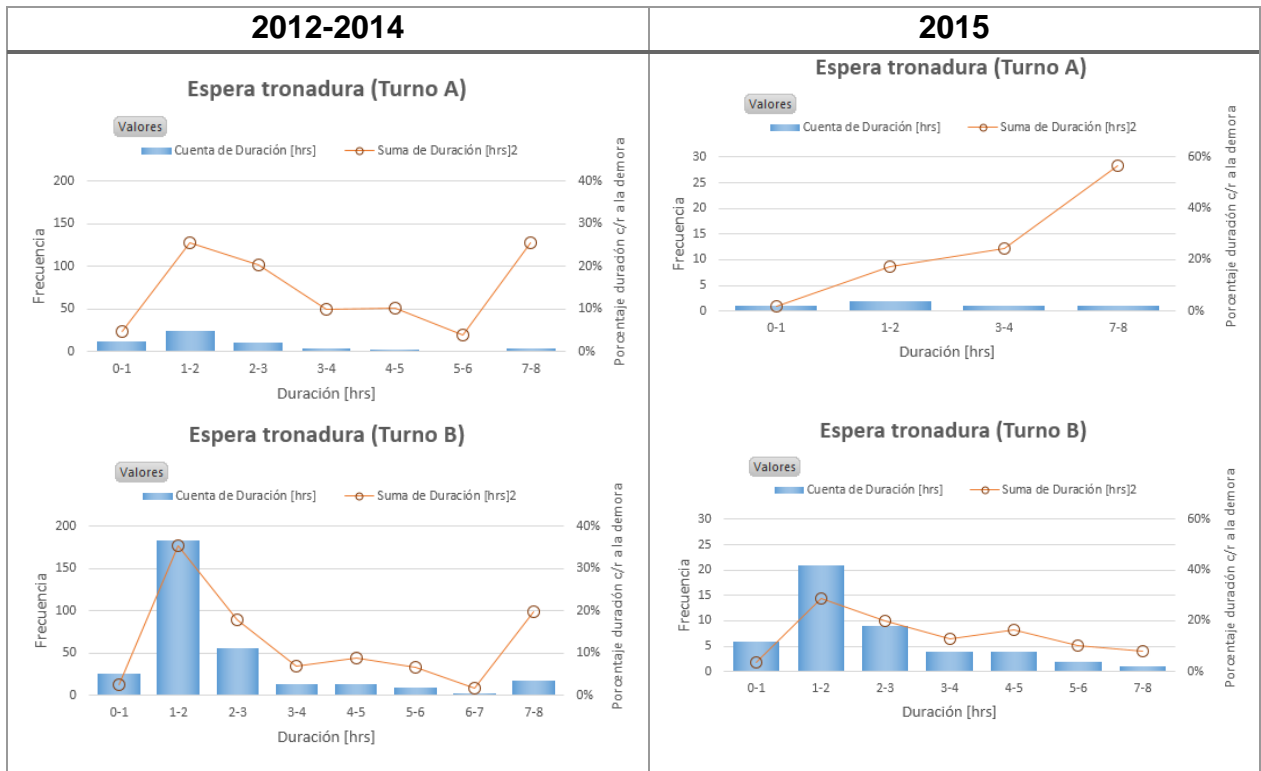 2012-2014
2015
Espera tronadura (Turno A)
Valores
Cuenta de Duración [hrs]
Suma de Duración [hrs]2
200
150
100
50
0
Frecuencia
40%
30%
20%
10%
0%
Porcentaje duración c/r a la demora
0-1 1-2 2-3 3-4 4-5 5-6 7-8
Duración [hrs]
Espera tronadura (Turno A)
Valores
Cuenta de Duración [hrs]
Suma de Duración [hrs]2
30
25
20
15
10
5
0
Frecuencia
60%
40%
20%
0%
Porcentaje duración c/r a la demora
0-1 1-2 3-4 7-8
Duración [hrs]
Espera tronadura (Turno B)
Valores
Cuenta de Duración [hrs]
Suma de Duración [hrs]2
200
150
100
50
0
Frecuencia
40%
30%
20%
10%
0%
Porcentaje duración c/r a la demora
0-1 1-2 2-3 3-4 4-5 5-6 6-7 7-8
Duración [hrs]
Espera tronadura (Turno B)
Valores
Cuenta de Duración [hrs]
Suma de Duración [hrs]2
30
25
20
15
10
5
0
Frecuencia
60%
40%
20%
0%
Porcentaje duración c/r a la demora
0-1 1-2 2-3 3-4 4-5 5-6 7-8
Duración [hrs]